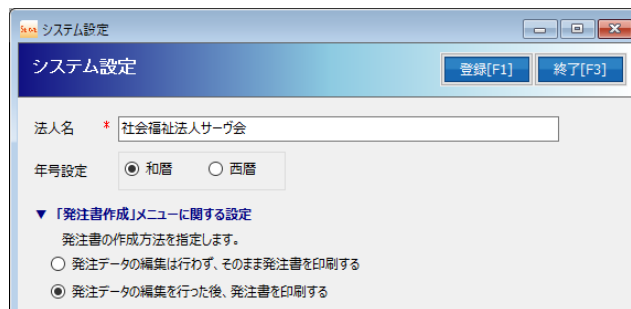 システム設定
システム設定 登録[F1] 終了[F3]
法人名 * 社会福祉法人サーヴ会
年号設定 和暦 西暦
▼「発注書作成」メニューに関する設定
発注書の作成方法を指定します。
発注データの編集は行わず、そのまま発注書を印刷する
発注データの編集を行った後、発注書を印刷する